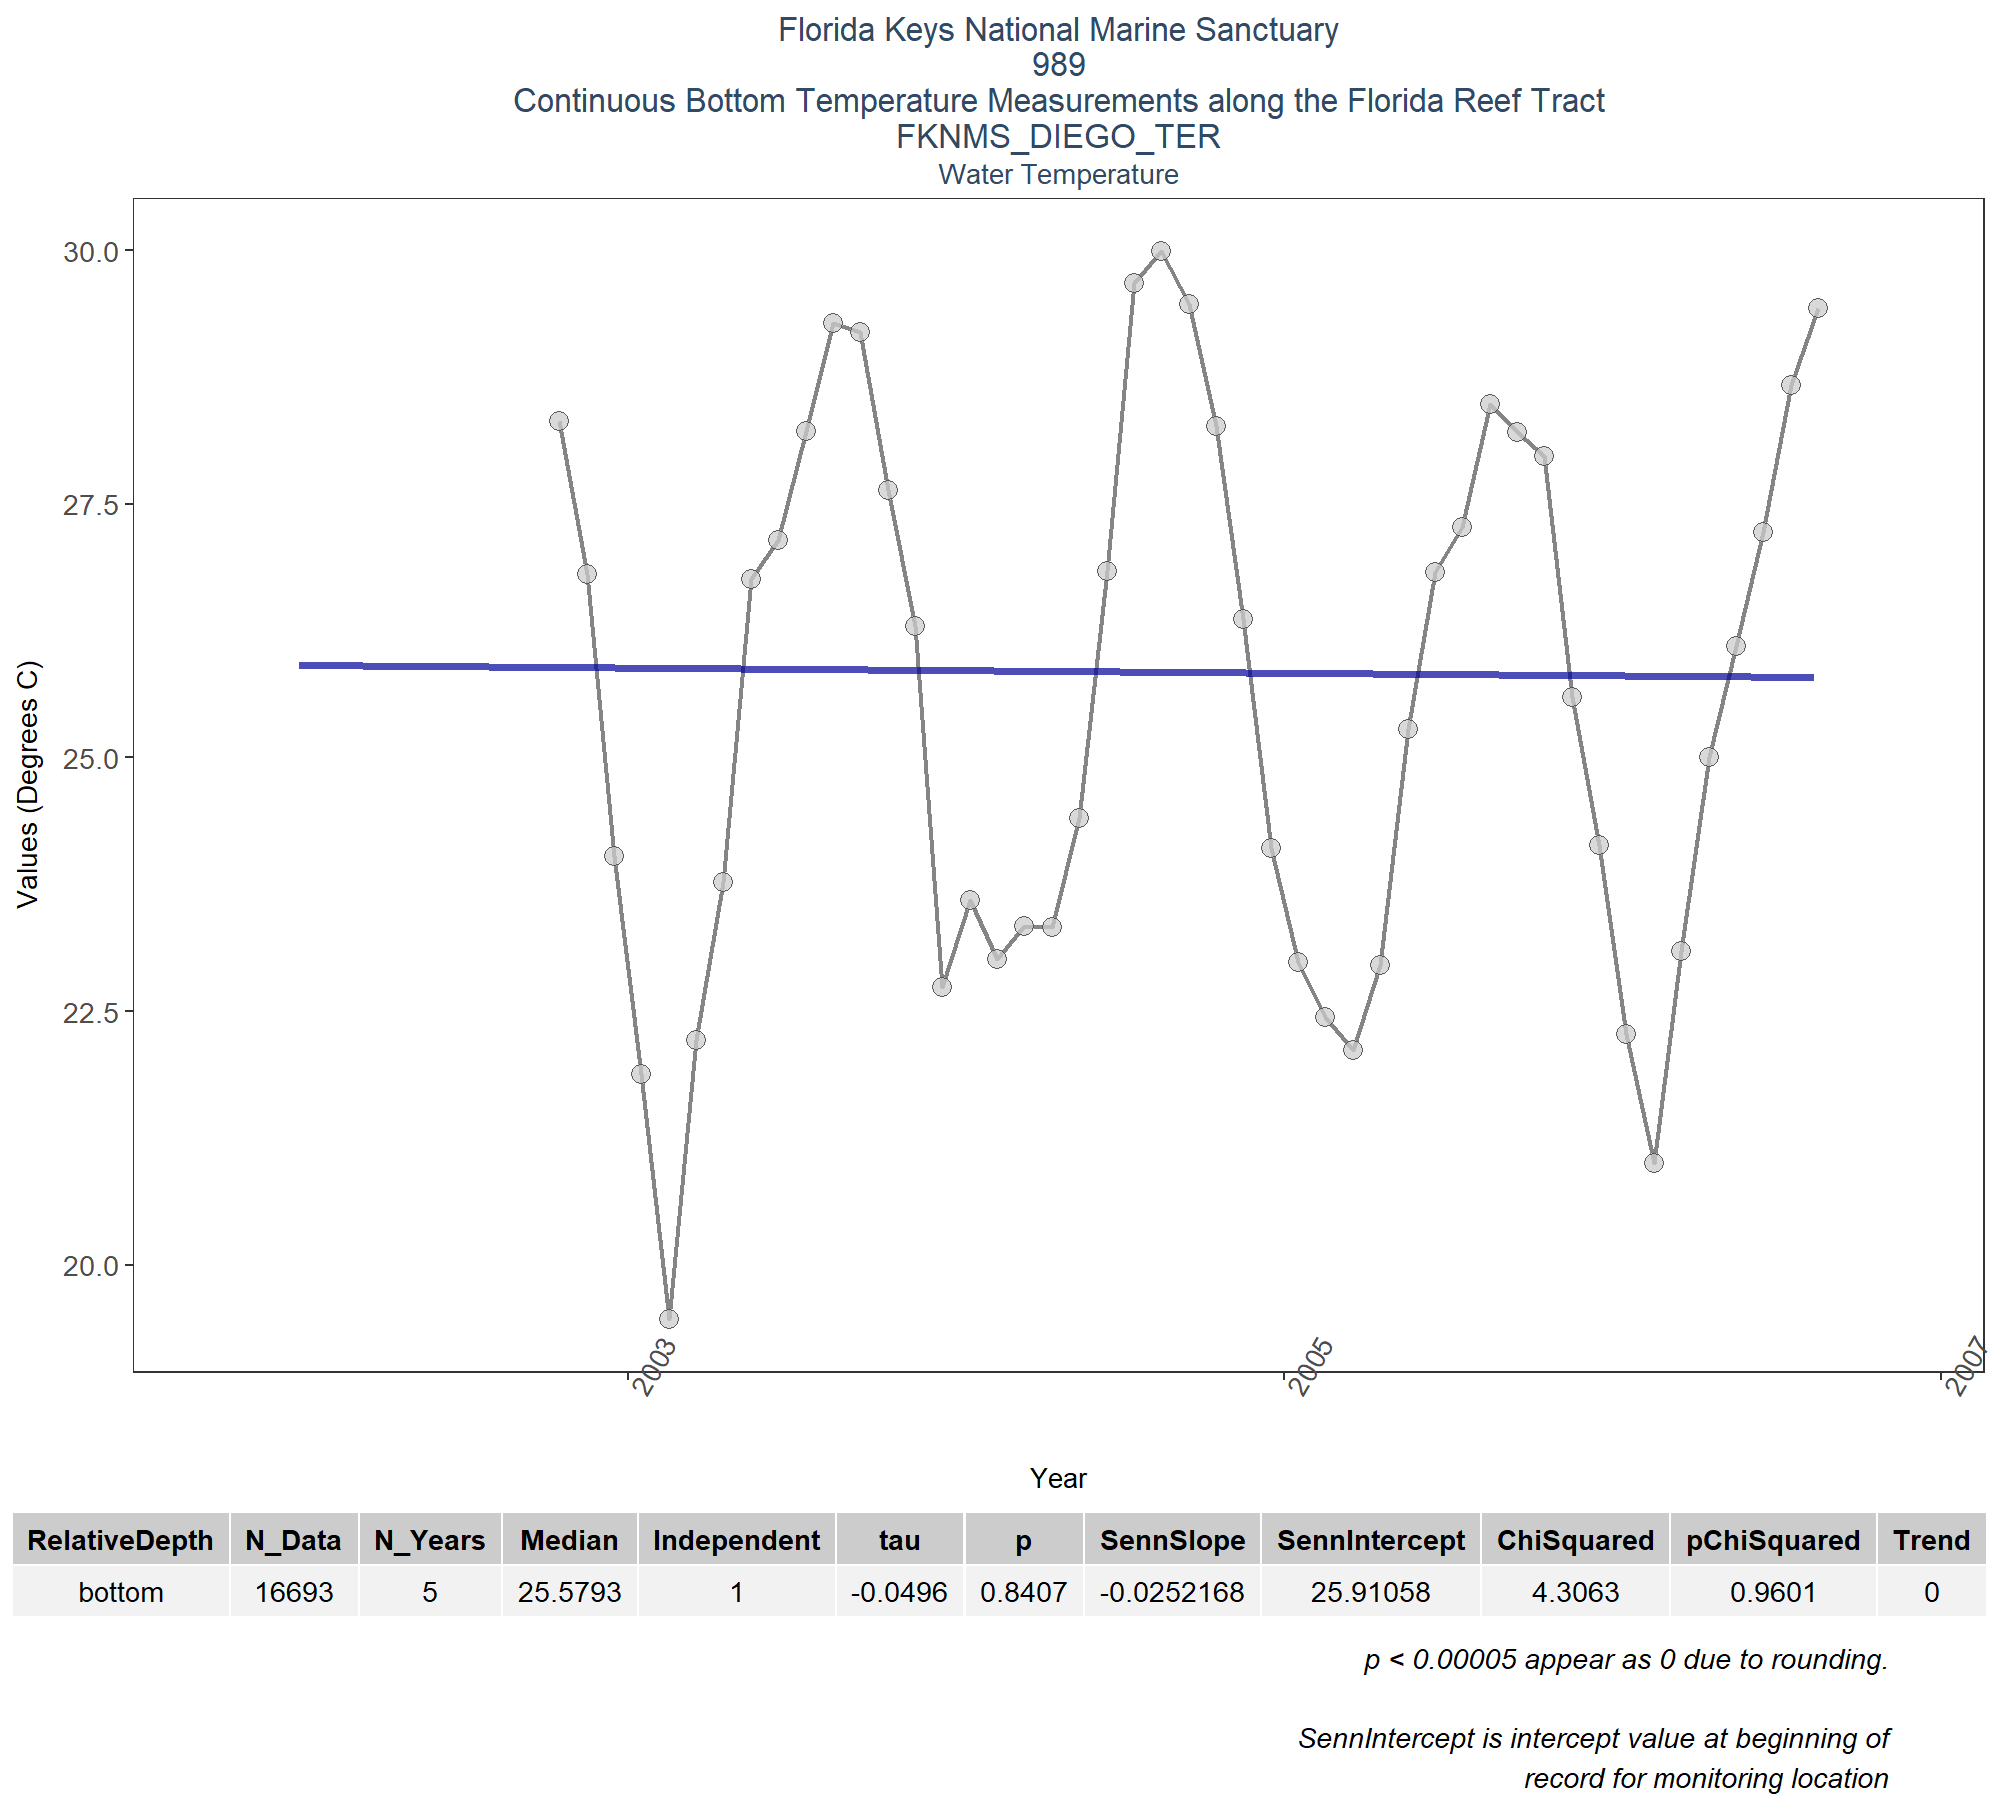 Florida Keys National Marine Sanctuary
989
Continuous Bottom Temperature Measurements along the Florida Reef Tract
FKNMS_DIEGO_TER
Water Temperature
30.0
27.5
25.0
22.5
20.0
Values (Degrees C)
2003 2005 2007
Year
RelativeDepth N_Data N_Years Median Independent tau p SennSlope SennIntercept ChiSquared pChiSquared Trend
bottom 16693 5 25.5793 1 -0.0496 0.8407 -0.0252168 25.91058 4.3063 0.9601 0
p < 0.00005 appear as 0 due to rounding.
SennIntercept is intercept value at beginning of
record for monitoring location